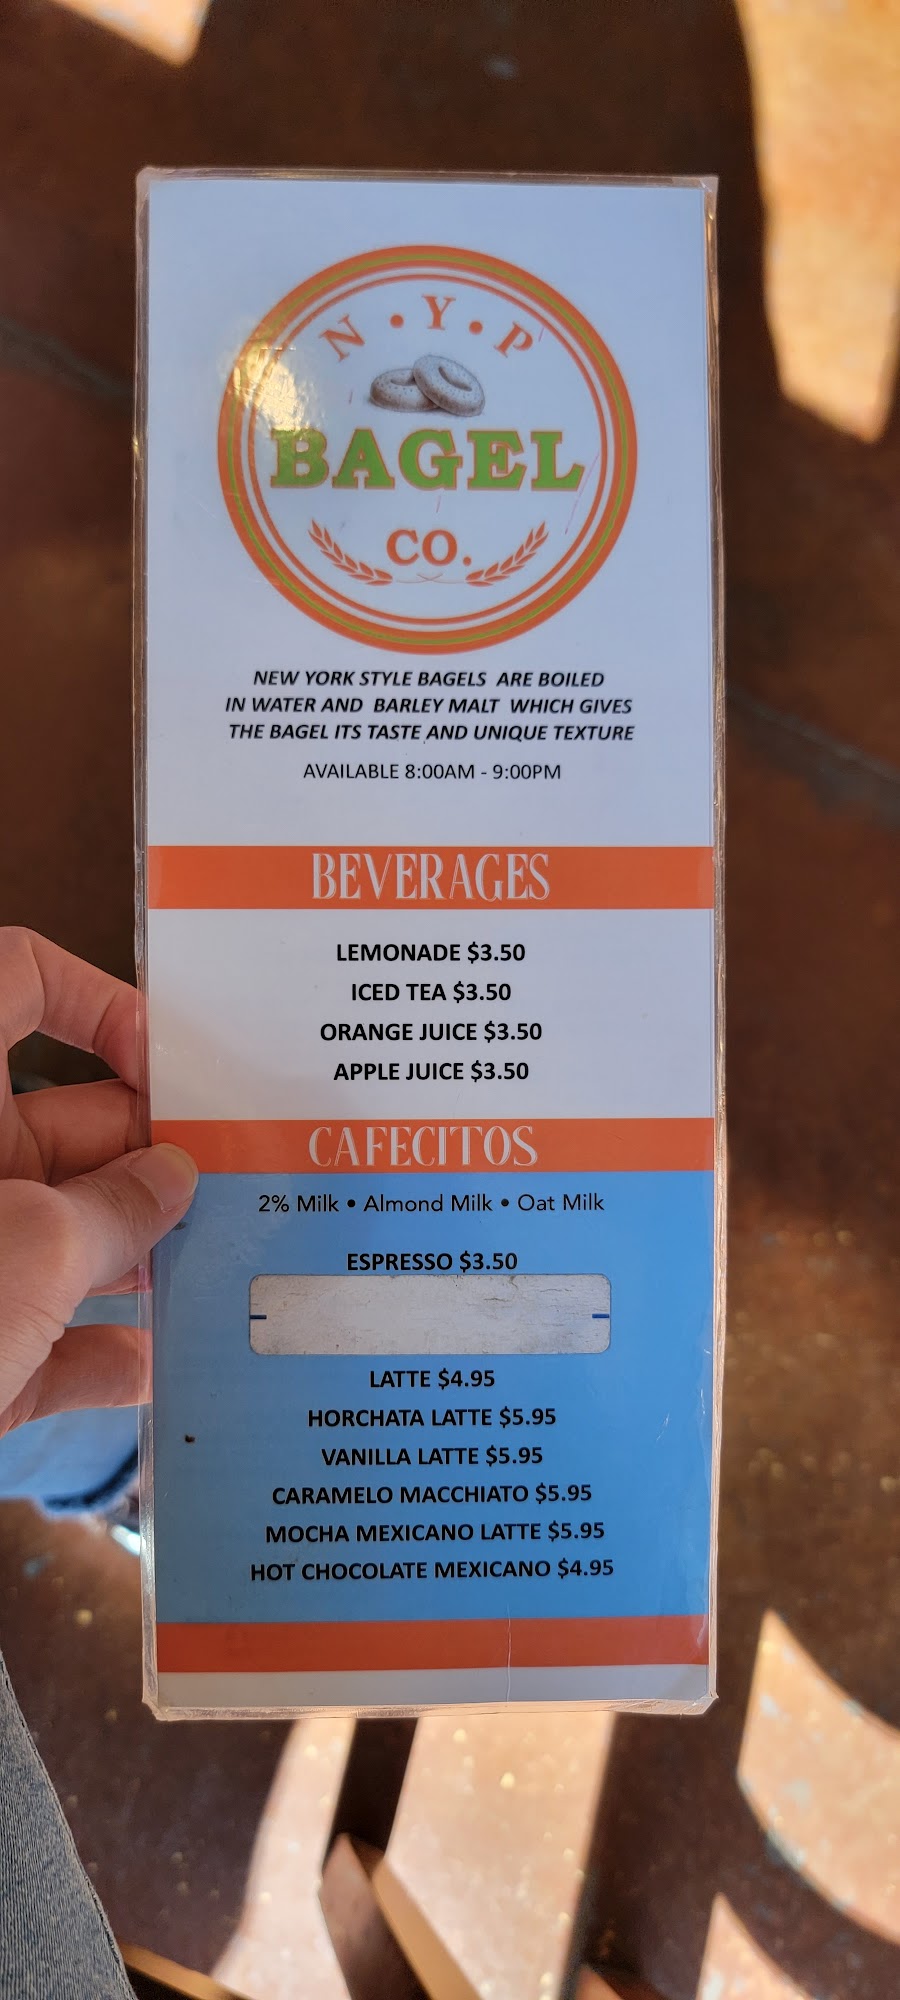 N • Y • P
BAGEL
CO.
NEW YORK STYLE BAGELS ARE BOILED
IN WATER AND BARLEY MALT WHICH GIVES
THE BAGEL ITS TASTE AND UNIQUE TEXTURE
AVAILABLE 8:00AM - 9:00PM
BEVERAGES
LEMONADE $3.50
ICED TEA $3.50
ORANGE JUICE $3.50
APPLE JUICE $3.50
CAFECITOS
2% Milk • Almond Milk • Oat Milk
ESPRESSO $3.50
LATTE $4.95
HORCHATA LATTE $5.95
VANILLA LATTE $5.95
CARAMELO MACCHIATO $5.95
MOCHA MEXICANO LATTE $5.95
HOT CHOCOLATE MEXICANO $4.95